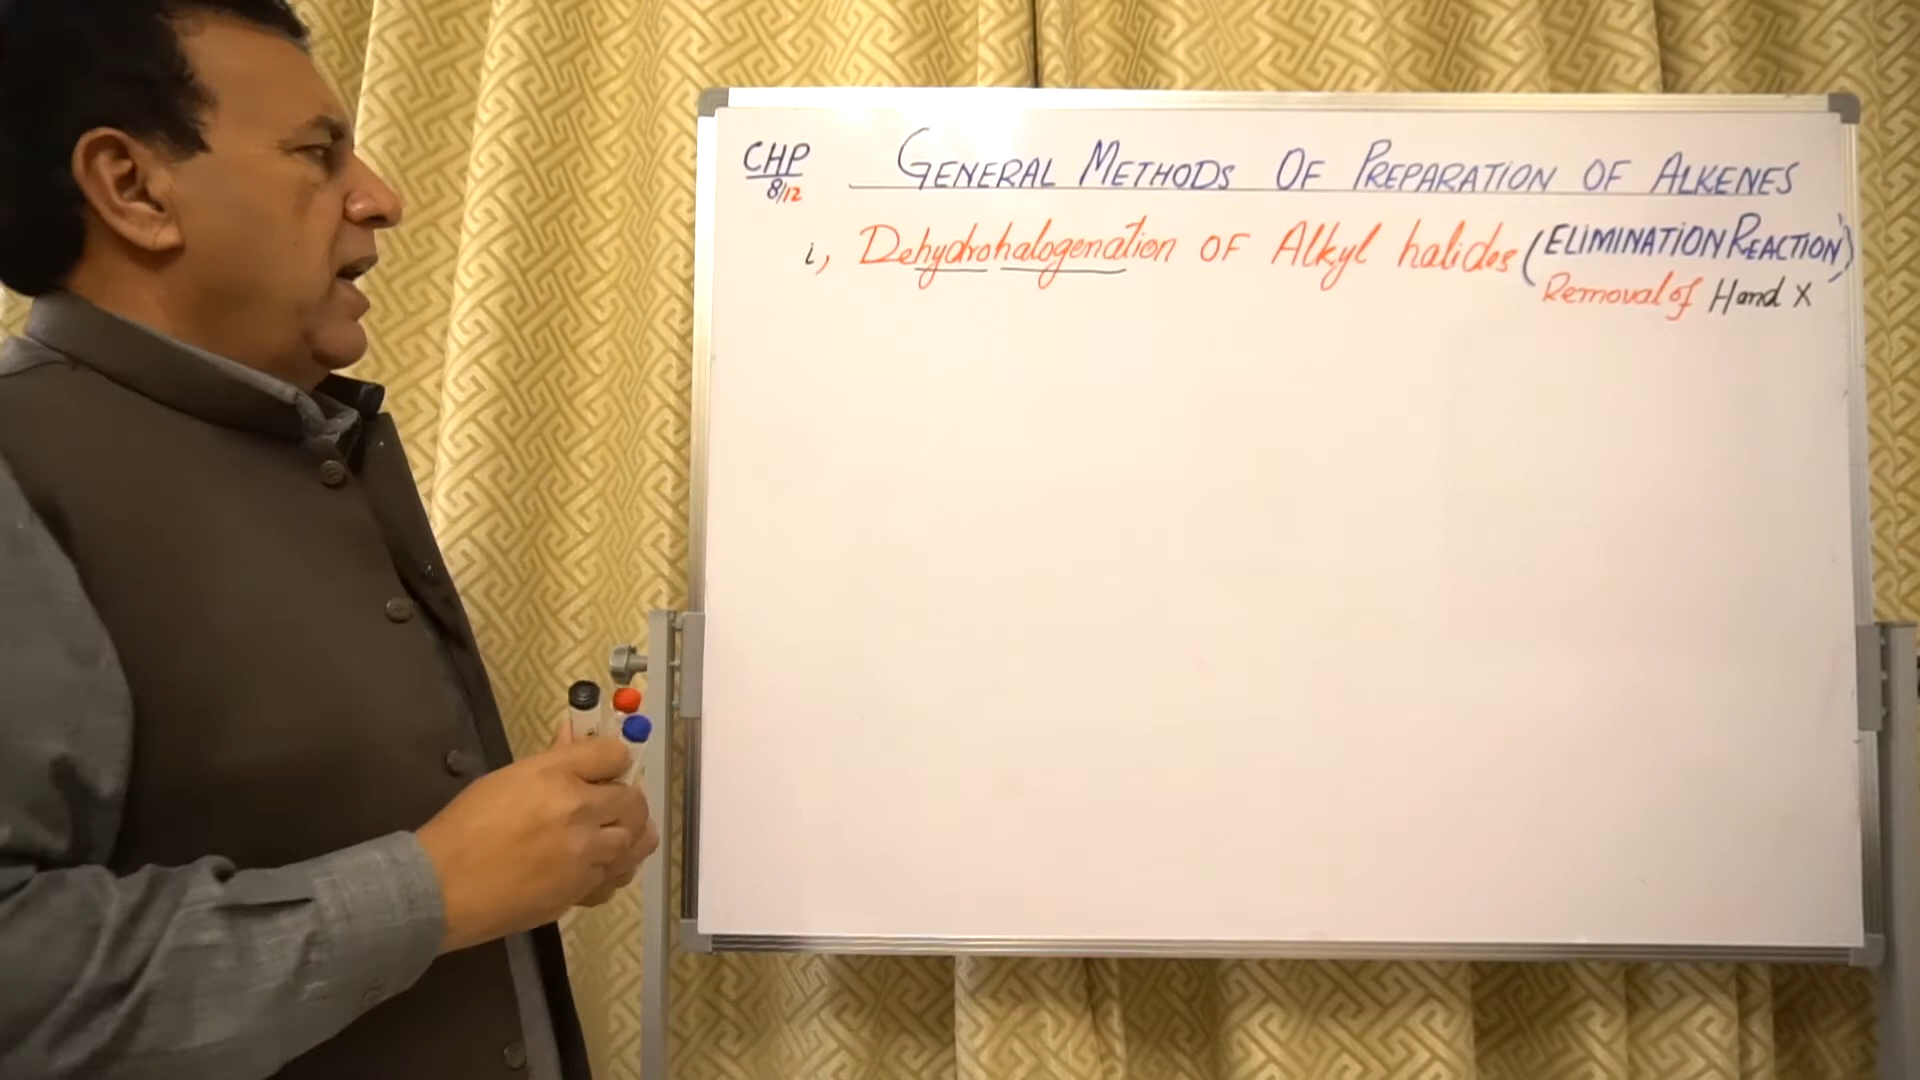 CHP
8/12
GENERAL METHODS OF PREPARATION OF ALKENES
i, Dehydrohalogenation OF Alkyl halides (ELIMINATION REACTION)
Removal of H and X